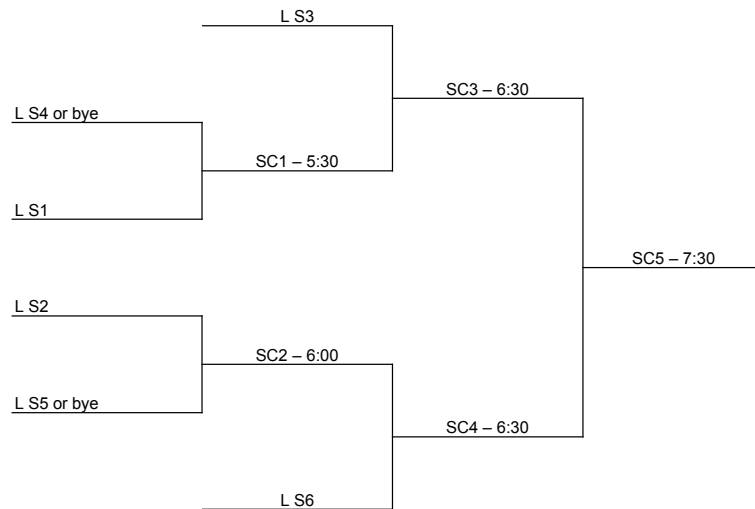 L S3
SC3 – 6:30
L S4 or bye
SC1 – 5:30
L S1
SC5 – 7:30
L S2
SC2 – 6:00
L S5 or bye
SC4 – 6:30
L S6